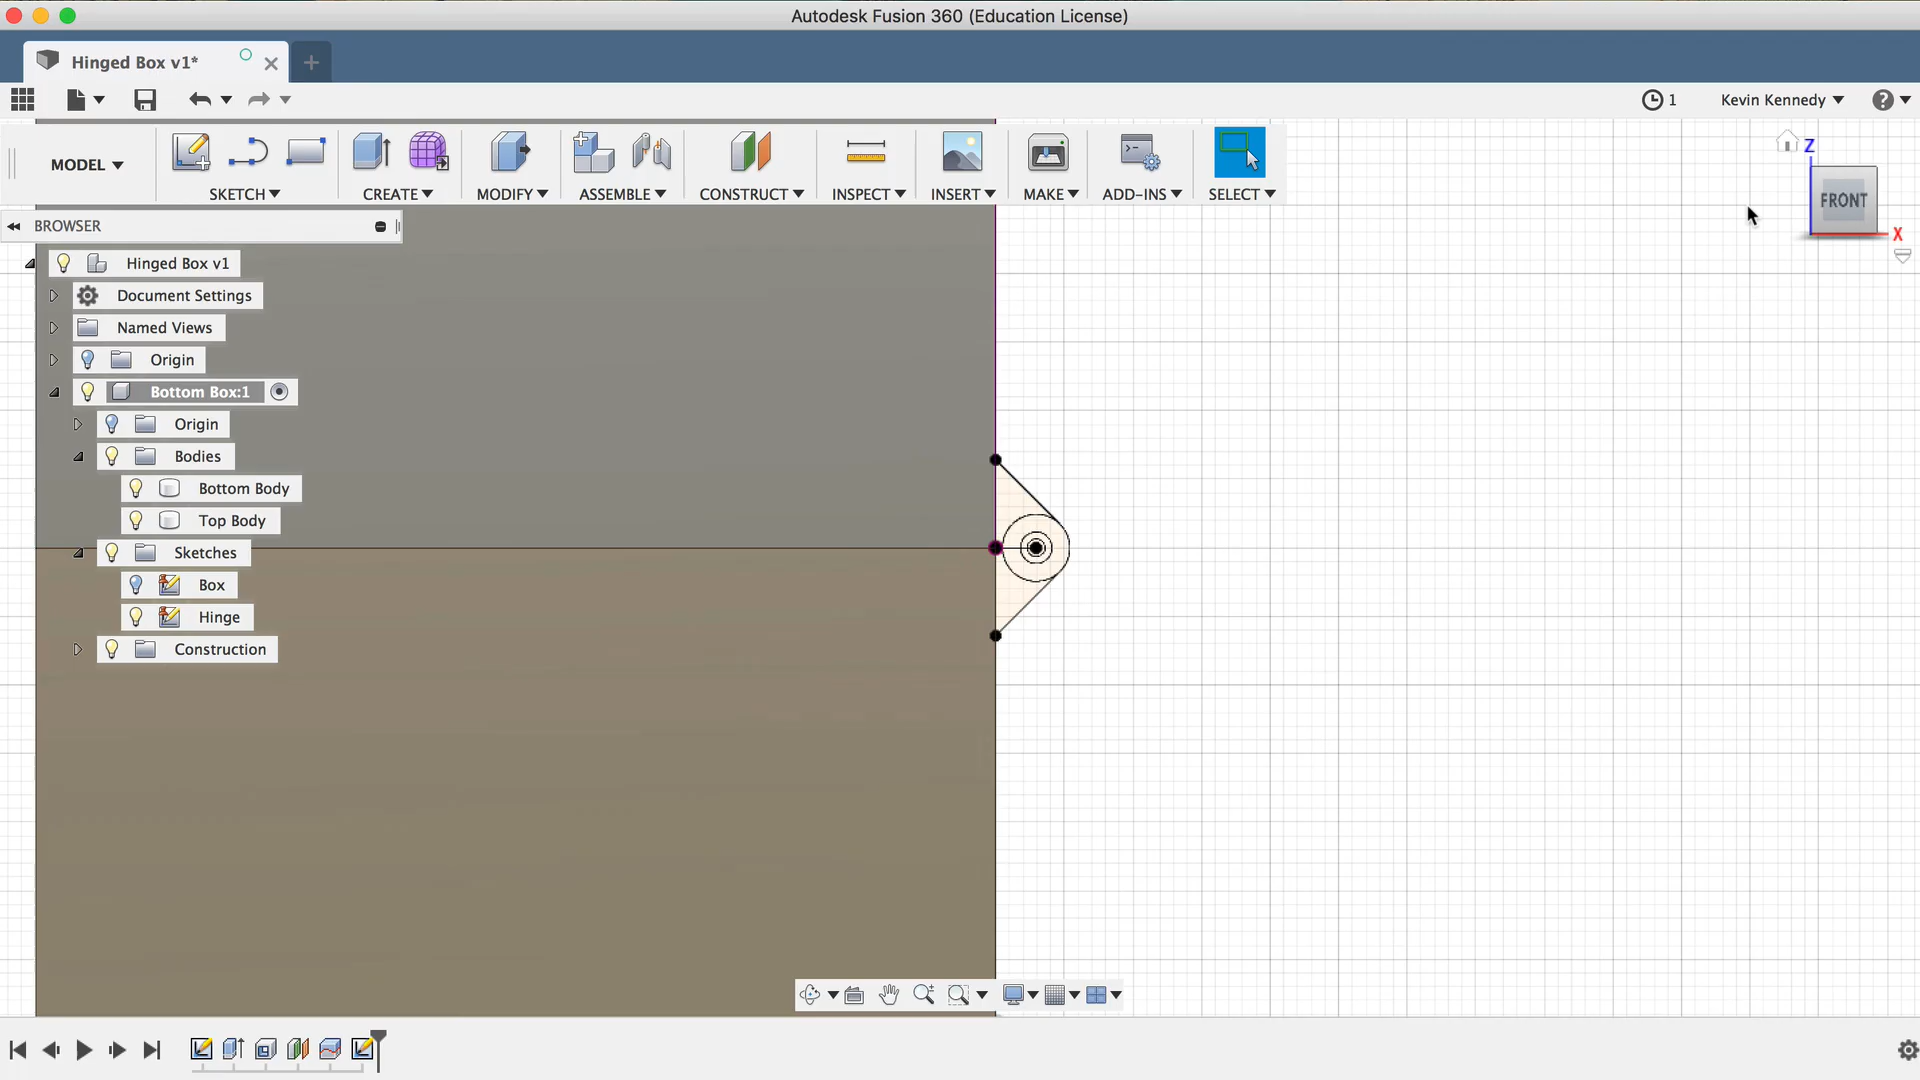 Autodesk Fusion 360 (Education License)
Hinged Box v1*
1
Kevin Kennedy
MODEL
SKETCH
CREATE
MODIFY
ASSEMBLE
CONSTRUCT
INSPECT
INSERT
MAKE
ADD-INS
SELECT
Z
FRONT
X
BROWSER
Hinged Box v1
Document Settings
Named Views
Origin
Bottom Box:1
Origin
Bodies
Bottom Body
Top Body
Sketches
Box
Hinge
Construction